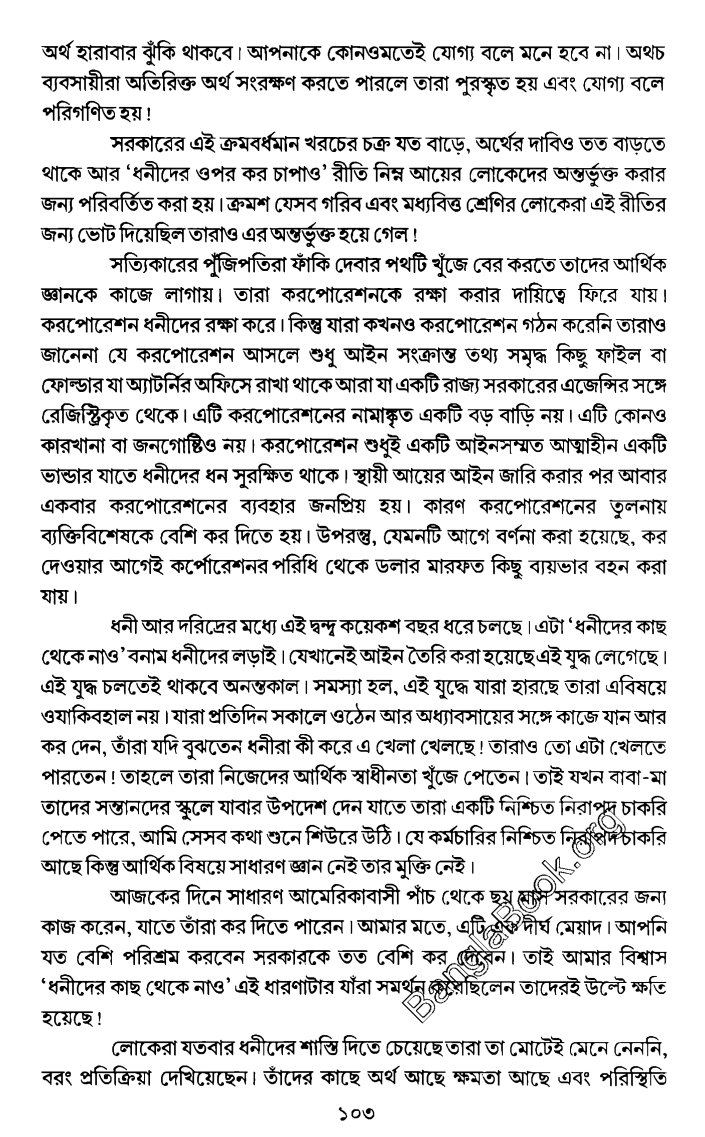 অর্থ হারাবার ঝুঁকি থাকবে। আপনাকে কোনওমতেই যোগ্য বলে মনে হবে না। অথচ
ব্যবসায়ীরা অতিরিক্ত অর্থ সংরক্ষণ করতে পারলে তারা পুরস্কৃত হয় এবং যোগ্য বলে
পরিগণিত হয়!
সরকারের এই ক্রমবর্ধমান খরচের চক্র যত বাড়ে, অর্থের দাবিও তত বাড়তে
থাকে আর ‘ধনীদের ওপর কর চাপাও’ রীতি নিম্ন আয়ের লোকেদের অন্তর্ভুক্ত করার
জন্য পরিবর্তিত করা হয়। ক্রমশ যেসব গরিব এবং মধ্যবিত্ত শ্রেণির লোকেরা এই রীতির
জন্য ভোট দিয়েছিল তারাও এর অন্তর্ভুক্ত হয়ে গেল!
সত্যিকারের পুঁজিপতিরা ফাঁকি দেবার পথটি খুঁজে বের করতে তাদের আর্থিক
জ্ঞানকে কাজে লাগায়। তারা করপোরেশনকে রক্ষা করার দায়িত্বে ফিরে যায়।
করপোরেশন ধনীদের রক্ষা করে। কিন্তু যারা কখনও করপোরেশন গঠন করেনি তারাও
জানেনা যে করপোরেশন আসলে শুধু আইন সংক্রান্ত তথ্য সমৃদ্ধ কিছু ফাইল বা
ফোল্ডার যা অ্যাটর্নির অফিসে রাখা থাকে আরা যা একটি রাজ্য সরকারের এজেন্সির সঙ্গে
রেজিস্ট্রিকৃত থেকে। এটি করপোরেশনের নামাঙ্কৃত একটি বড় বাড়ি নয়। এটি কোনও
কারখানা বা জনগোষ্টিও নয়। করপোরেশন শুধুই একটি আইনসম্মত আত্মাহীন একটি
ভান্ডার যাতে ধনীদের ধন সুরক্ষিত থাকে। স্থায়ী আয়ের আইন জারি করার পর আবার
একবার করপোরেশনের ব্যবহার জনপ্রিয় হয়। কারণ করপোরেশনের তুলনায়
ব্যক্তিবিশেষকে বেশি কর দিতে হয়। উপরন্তু, যেমনটি আগে বর্ণনা করা হয়েছে, কর
দেওয়ার আগেই কর্পোরেশনর পরিধি থেকে ডলার মারফত কিছু ব্যয়ভার বহন করা
যায়।
ধনী আর দরিদ্রের মধ্যে এই দ্বন্দ্ব কয়েকশ বছর ধরে চলছে। এটা ‘ধনীদের কাছ
থেকে নাও’ বনাম ধনীদের লড়াই। যেখানেই আইন তৈরি করা হয়েছে এই যুদ্ধ লেগেছে।
এই যুদ্ধ চলতেই থাকবে অনন্তকাল। সমস্যা হল, এই যুদ্ধে যারা হারছে তারা এবিষয়ে
ওযাকিবহাল নয়। যারা প্রতিদিন সকালে ওঠেন আর অধ্যাবসায়ের সঙ্গে কাজে যান আর
কর দেন, তাঁরা যদি বুঝতেন ধনীরা কী করে এ খেলা খেলছে! তারাও তো এটা খেলতে
পারতেন! তাহলে তারা নিজেদের আর্থিক স্বাধীনতা খুঁজে পেতেন। তাই যখন বাবা-মা
তাদের সন্তানদের স্কুলে যাবার উপদেশ দেন যাতে তারা একটি নিশ্চিত নিরাপদ চাকরি
পেতে পারে, আমি সেসব কথা শুনে শিউরে উঠি। যে কর্মচারির নিশ্চিত নিরাপদ চাকরি
আছে কিন্তু আর্থিক বিষয়ে সাধারণ জ্ঞান নেই তার মুক্তি নেই।
আজকের দিনে সাধারণ আমেরিকাবাসী পাঁচ থেকে ছয় মাস সরকারের জন্য
কাজ করেন, যাতে তাঁরা কর দিতে পারেন। আমার মতে, এটি এক দীর্ঘ মেয়াদ। আপনি
যত বেশি পরিশ্রম করবেন সরকারকে তত বেশি কর দেবেন। তাই আমার বিশ্বাস
‘ধনীদের কাছ থেকে নাও’ এই ধারণাটার যাঁরা সমর্থন করেছিলেন তাদেরই উল্টে ক্ষতি
হয়েছে!
লোকেরা যতবার ধনীদের শাস্তি দিতে চেয়েছে তারা তা মোটেই মেনে নেননি,
বরং প্রতিক্রিয়া দেখিয়েছেন। তাঁদের কাছে অর্থ আছে ক্ষমতা আছে এবং পরিস্থিতি
১০৩
BanglaBook.org